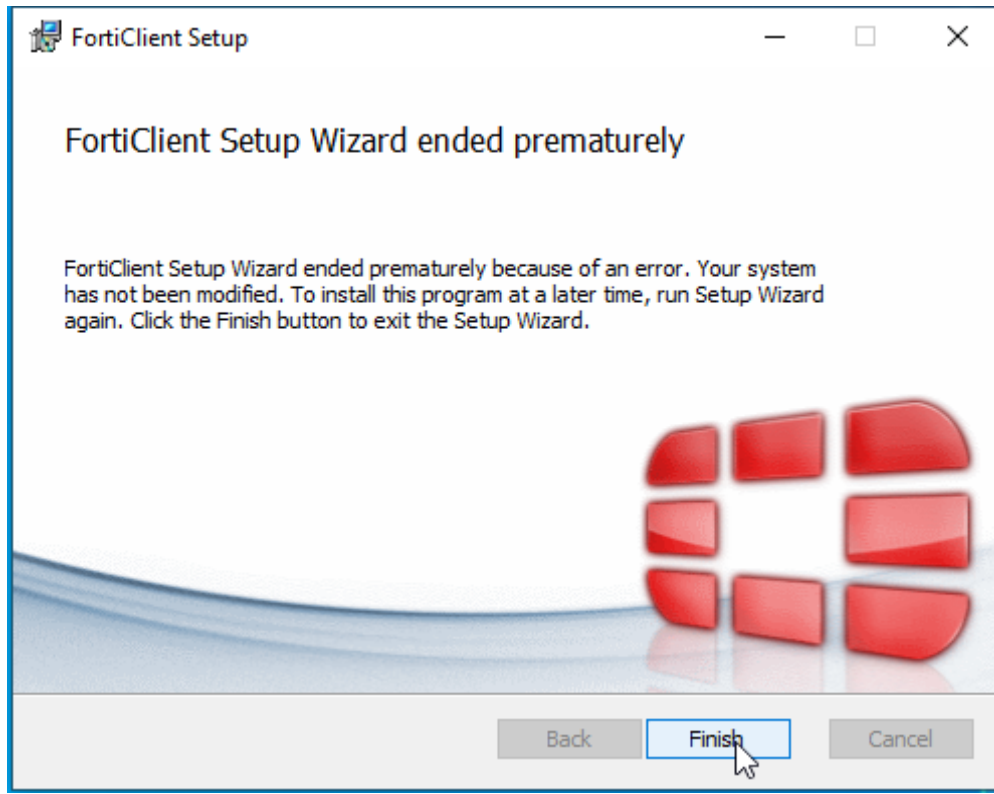 FortiClient Setup
FortiClient Setup Wizard ended prematurely
FortiClient Setup Wizard ended prematurely because of an error. Your system
has not been modified. To install this program at a later time, run Setup Wizard
again. Click the Finish button to exit the Setup Wizard.
Back
Finish
Cancel